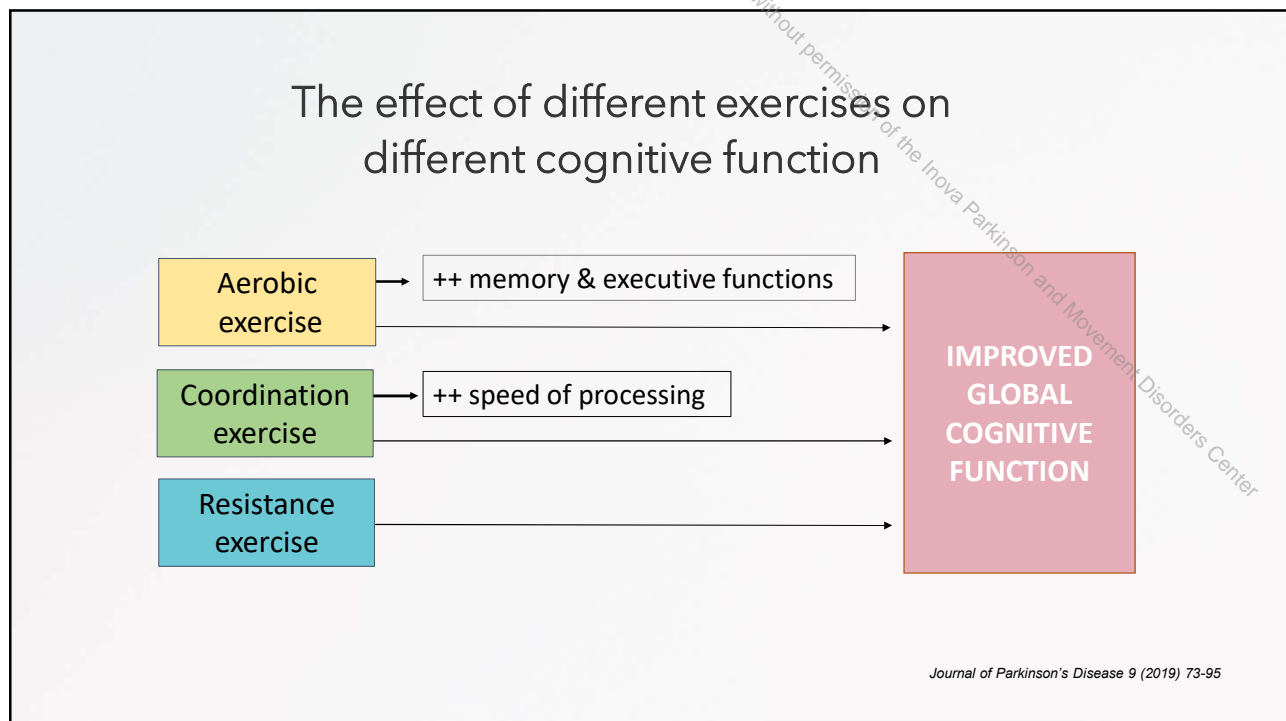 The effect of different exercises on
different cognitive function
Aerobic
exercise
++ memory & executive functions
Coordination
exercise
++ speed of processing
Resistance
exercise
IMPROVED
GLOBAL
COGNITIVE
FUNCTION
without permission of the Inova Parkinson and Movement Disorders Center
Journal of Parkinson's Disease 9 (2019) 73-95